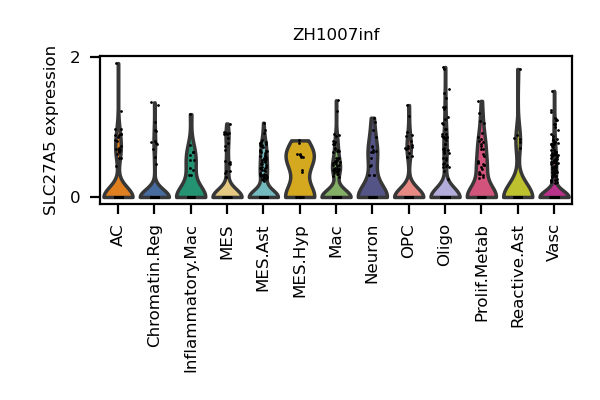 ZH1007inf
SLC27A5 expression
2
0
AC
Chromatin.Reg
Inflammatory.Mac
MES
MES.Ast
MES.Hyp
Mac
Neuron
OPC
Oligo
Prolif.Metab
Reactive.Ast
Vasc